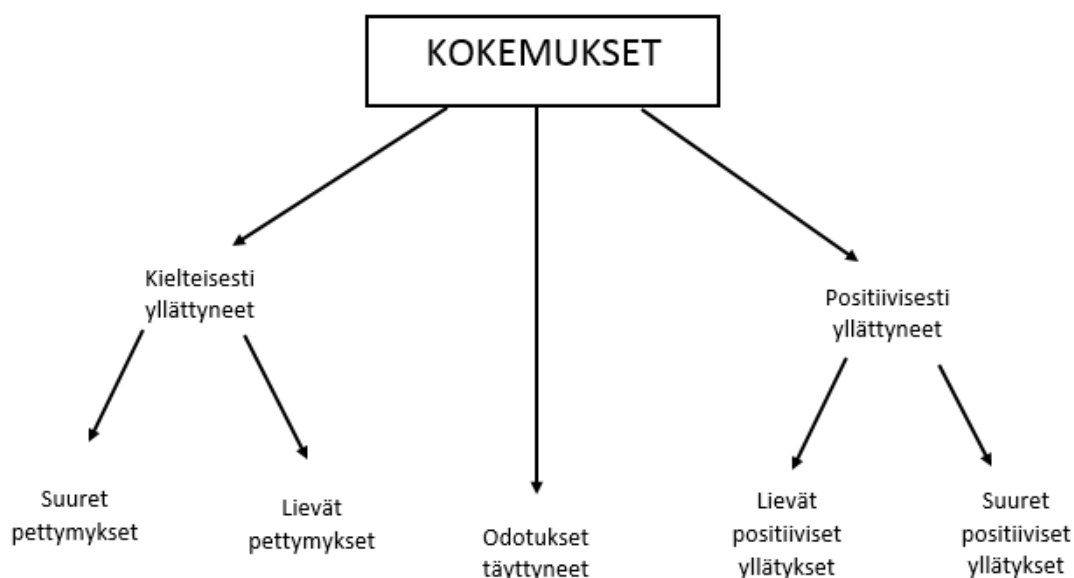 KOKEMUKSET
Kielteisesti
yllättyneet
Positiivisesti
yllättyneet
Suuret
pettymykset
Lievät
pettymykset
Odotukset
täyttyneet
Lievät
positiiviset
yllätykset
Suuret
positiiviset
yllätykset